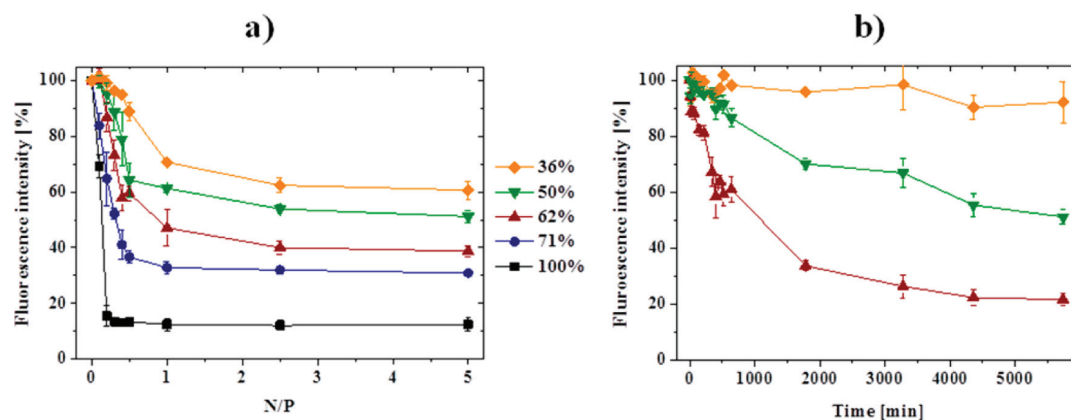 a)
Fluorescence intensity [%]
100
80
60
40
20
0
0 1 2 3 4 5
N/P
36%
50%
62%
71%
100%
b)
Fluroescence intensity [%]
100
80
60
40
20
0
0 1000 2000 3000 4000 5000
Time [min]